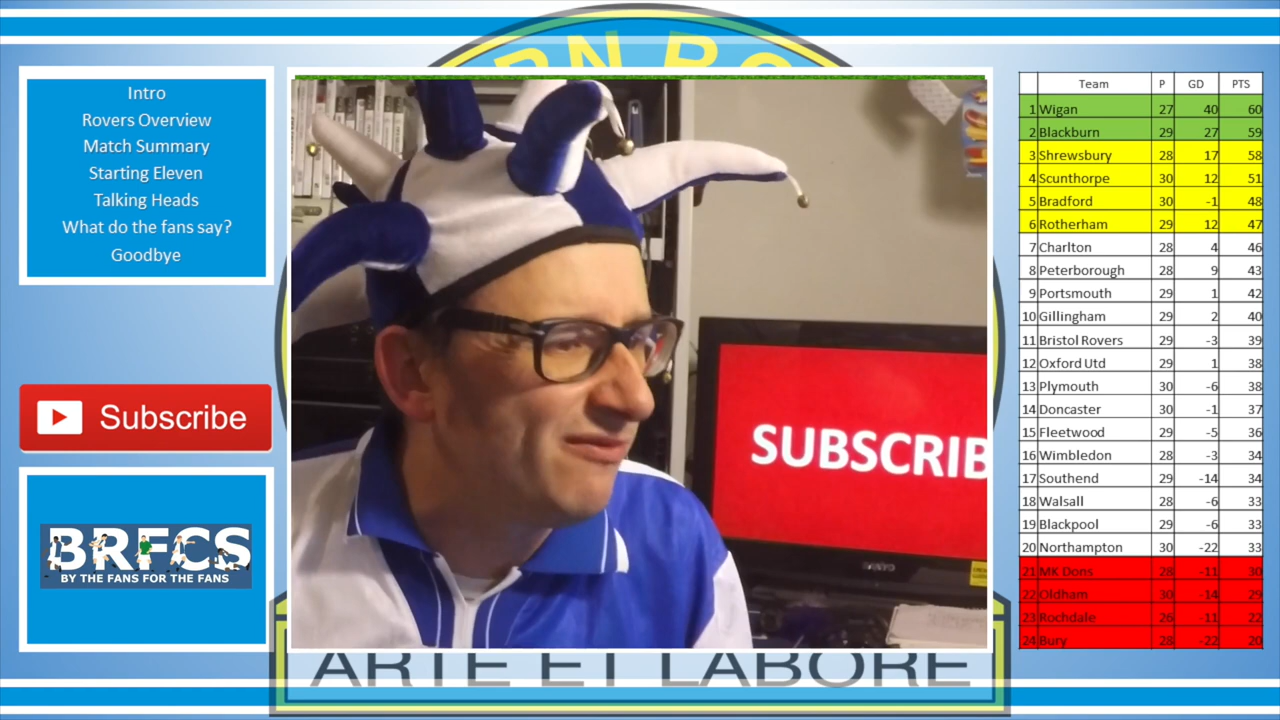 RN RO
Intro
Rovers Overview
Match Summary
Starting Eleven
Talking Heads
What do the fans say?
Goodbye
Subscribe
BRFCS
BY THE FANS FOR THE FANS
SUBSCRIB
ARTE ET LABORE
Team P GD PTS
1 Wigan 27 40 60
2 Blackburn 29 27 59
3 Shrewsbury 28 17 58
4 Scunthorpe 30 12 51
5 Bradford 30 -1 48
6 Rotherham 29 12 47
7 Charlton 28 4 46
8 Peterborough 28 9 43
9 Portsmouth 29 1 42
10 Gillingham 29 2 40
11 Bristol Rovers 29 -3 39
12 Oxford Utd 29 1 38
13 Plymouth 30 -6 38
14 Doncaster 30 -1 37
15 Fleetwood 29 -5 36
16 Wimbledon 28 -3 34
17 Southend 29 -14 34
18 Walsall 28 -6 33
19 Blackpool 29 -6 33
20 Northampton 30 -22 33
21 MK Dons 28 -11 30
22 Oldham 30 -14 29
23 Rochdale 26 -11 22
24 Bury 28 -22 20